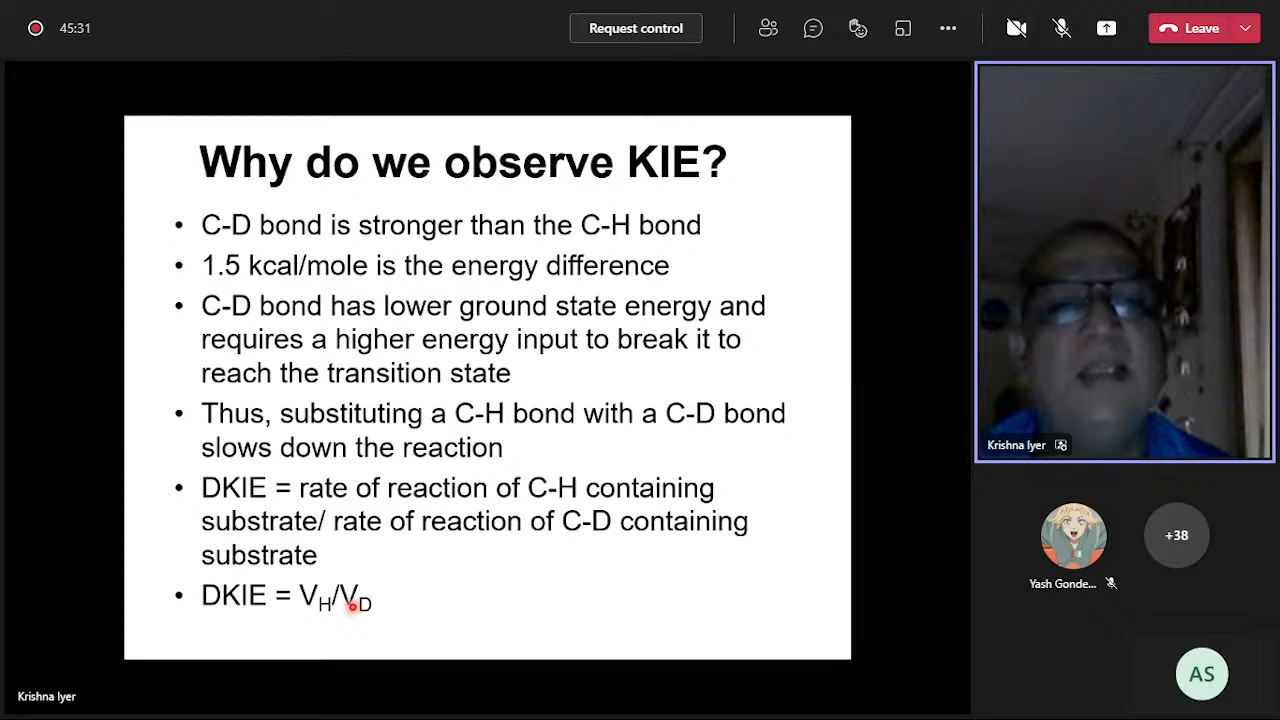 45:31
Request control
Leave
Why do we observe KIE?
• C-D bond is stronger than the C-H bond
• 1.5 kcal/mole is the energy difference
• C-D bond has lower ground state energy and
requires a higher energy input to break it to
reach the transition state
• Thus, substituting a C-H bond with a C-D bond
slows down the reaction
• DKIE = rate of reaction of C-H containing
substrate/ rate of reaction of C-D containing
substrate
• DKIE = VH/VD
Krishna Iyer
Krishna Iyer
+38
Yash Gonde...
AS